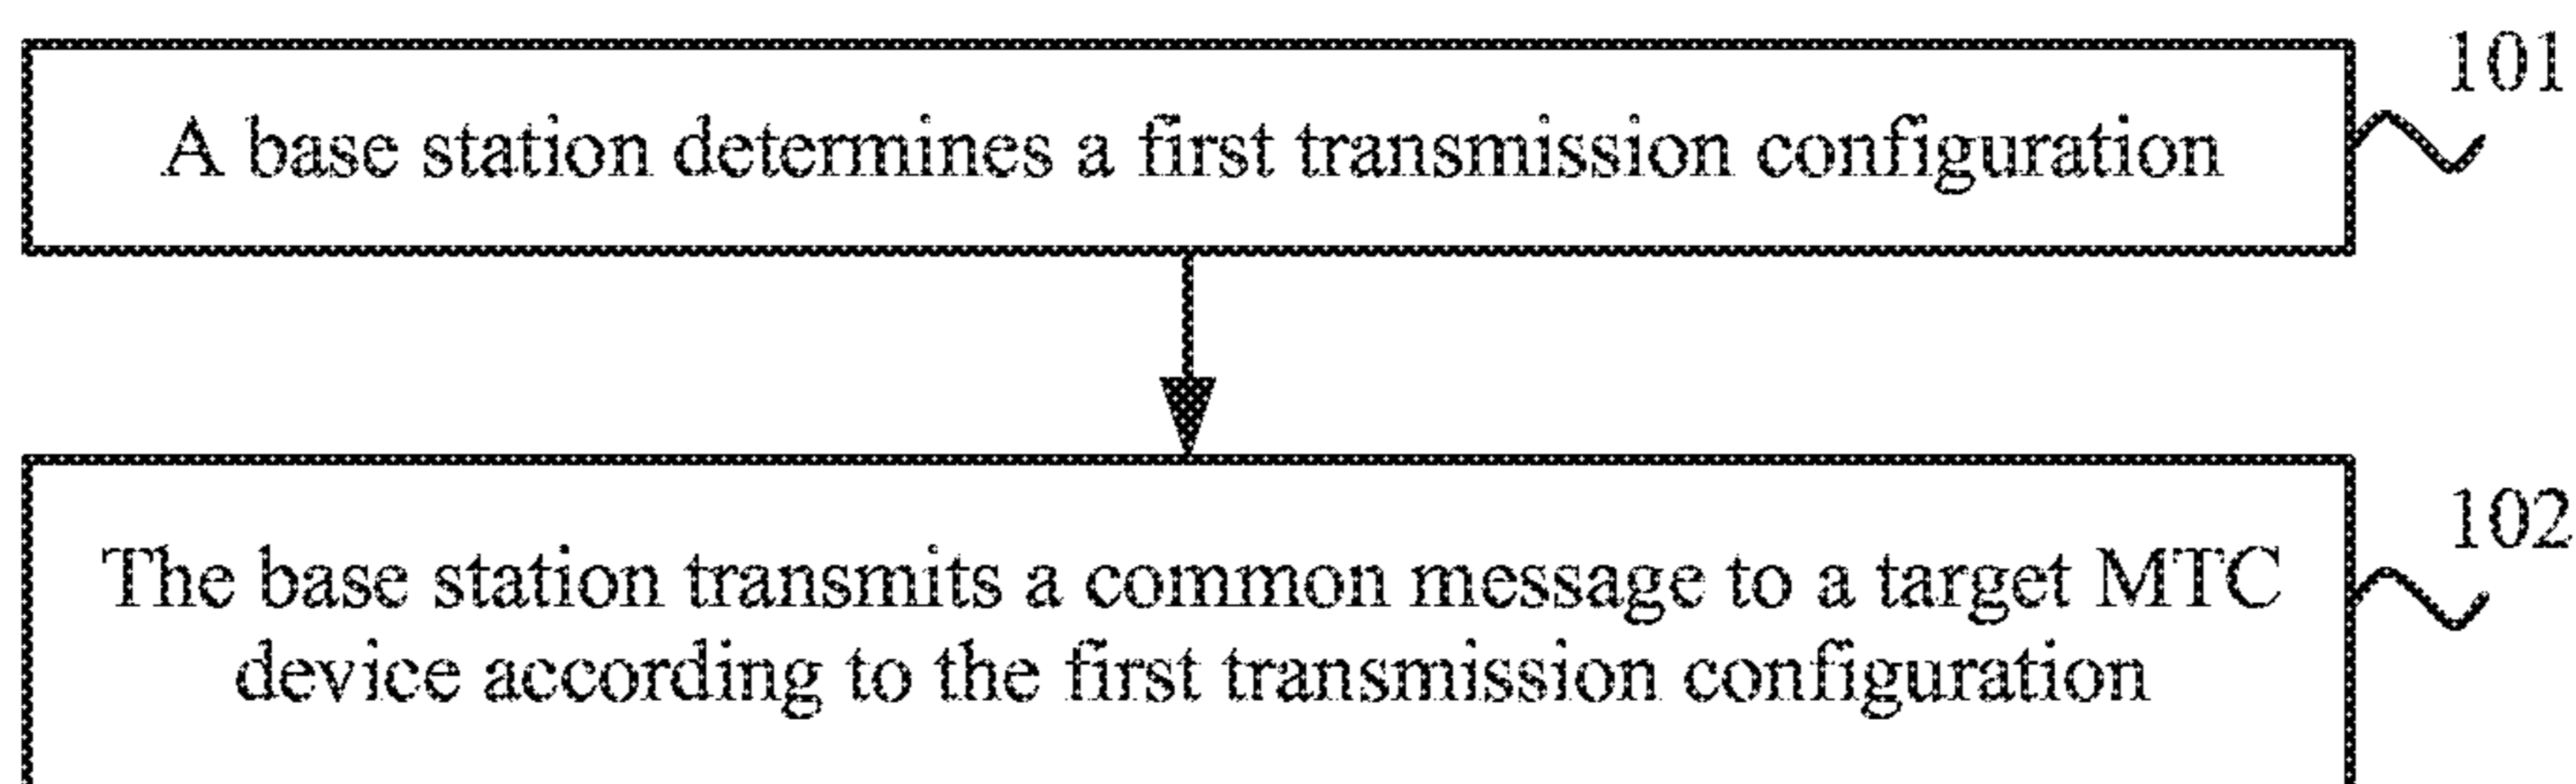 101
A base station determines a first transmission configuration
102
The base station transmits a common message to a target MTC
device according to the first transmission configuration